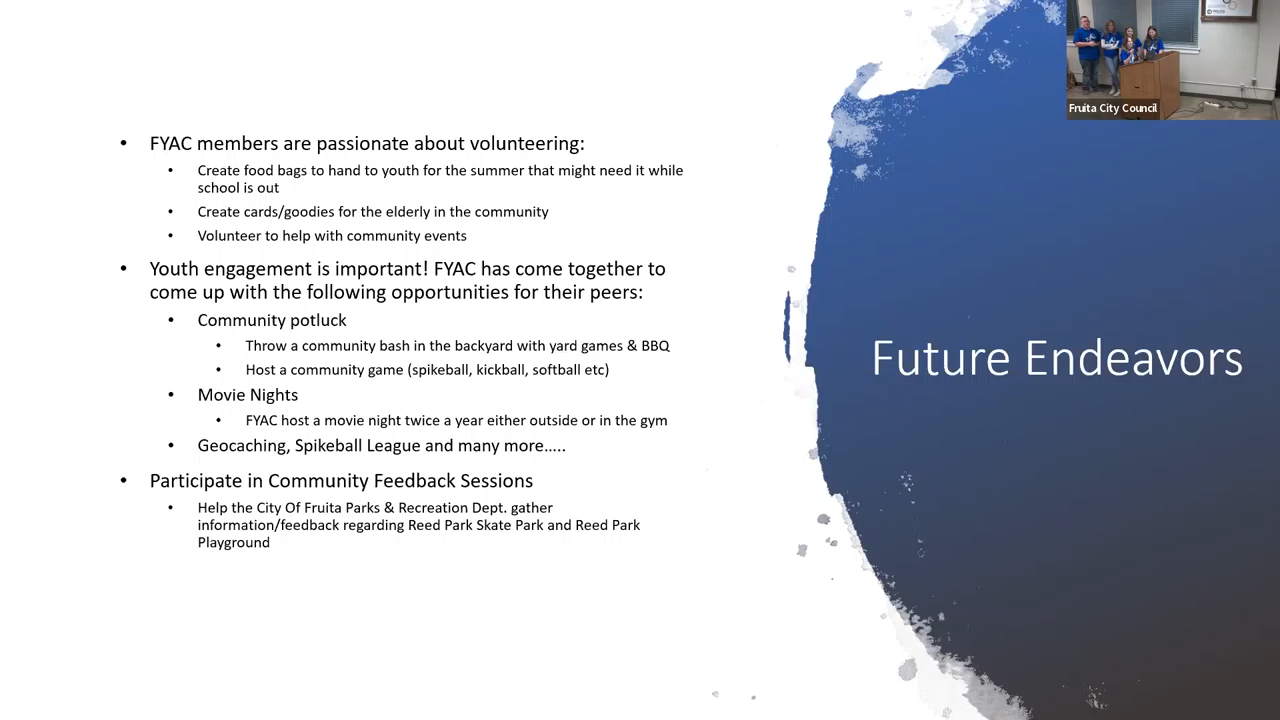 FYAC members are passionate about volunteering:
Create food bags to hand to youth for the summer that might need it while
school is out
Create cards/goodies for the elderly in the community
Volunteer to help with community events
Youth engagement is important! FYAC has come together to
come up with the following opportunities for their peers:
Community potluck
Throw a community bash in the backyard with yard games & BBQ
Host a community game (spikeball, kickball, softball etc)
Movie Nights
FYAC host a movie night twice a year either outside or in the gym
Geocaching, Spikeball League and many more…..
Participate in Community Feedback Sessions
Help the City Of Fruita Parks & Recreation Dept. gather
information/feedback regarding Reed Park Skate Park and Reed Park
Playground
Future Endeavors
Fruita City Council